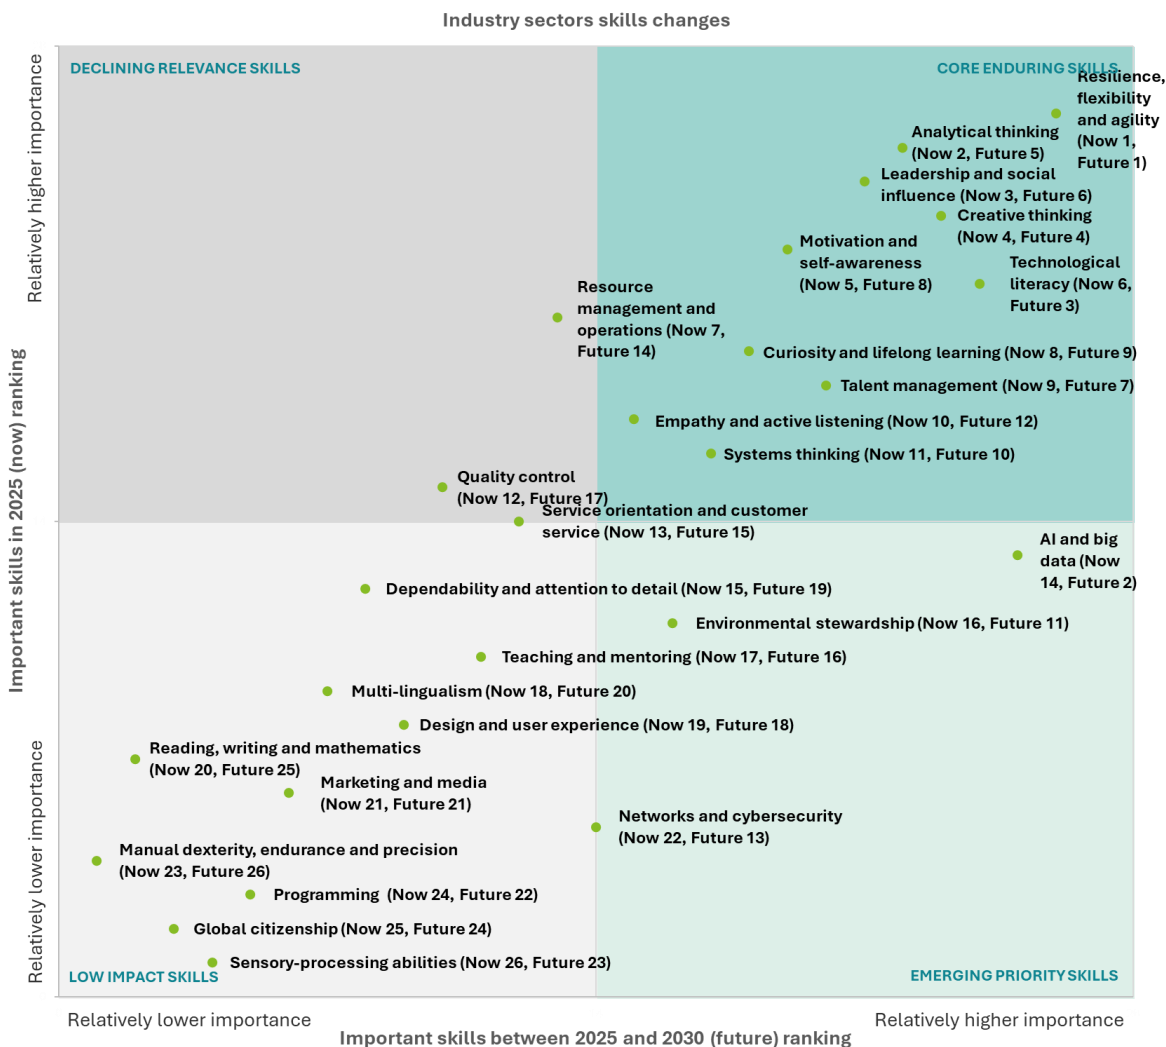 Industry sectors skills changes
DECLINING RELEVANCE SKILLS
CORE ENDURING SKILLS
Resilience,
flexibility
and agility
(Now 1,
Future 1)
Analytical thinking
(Now 2, Future 5)
Leadership and social
influence (Now 3, Future 6)
Creative thinking
(Now 4, Future 4)
Motivation and
self-awareness
(Now 5, Future 8)
Technological
literacy (Now 6,
Future 3)
Resource
management and
operations (Now 7,
Future 14)
Curiosity and lifelong learning (Now 8, Future 9)
Talent management (Now 9, Future 7)
Empathy and active listening (Now 10, Future 12)
Systems thinking (Now 11, Future 10)
Quality control
(Now 12, Future 17)
Service orientation and customer
service (Now 13, Future 15)
AI and big
data (Now
14, Future 2)
Dependability and attention to detail (Now 15, Future 19)
Environmental stewardship (Now 16, Future 11)
Teaching and mentoring (Now 17, Future 16)
Multi-lingualism (Now 18, Future 20)
Design and user experience (Now 19, Future 18)
Reading, writing and mathematics
(Now 20, Future 25)
Marketing and media
(Now 21, Future 21)
Networks and cybersecurity
(Now 22, Future 13)
Manual dexterity, endurance and precision
(Now 23, Future 26)
Programming (Now 24, Future 22)
Global citizenship (Now 25, Future 24)
Sensory-processing abilities (Now 26, Future 23)
LOW IMPACT SKILLS
EMERGING PRIORITY SKILLS
Relatively higher importance
Important skills in 2025 (now) ranking
Relatively lower importance
Relatively lower importance
Relatively higher importance
Important skills between 2025 and 2030 (future) ranking